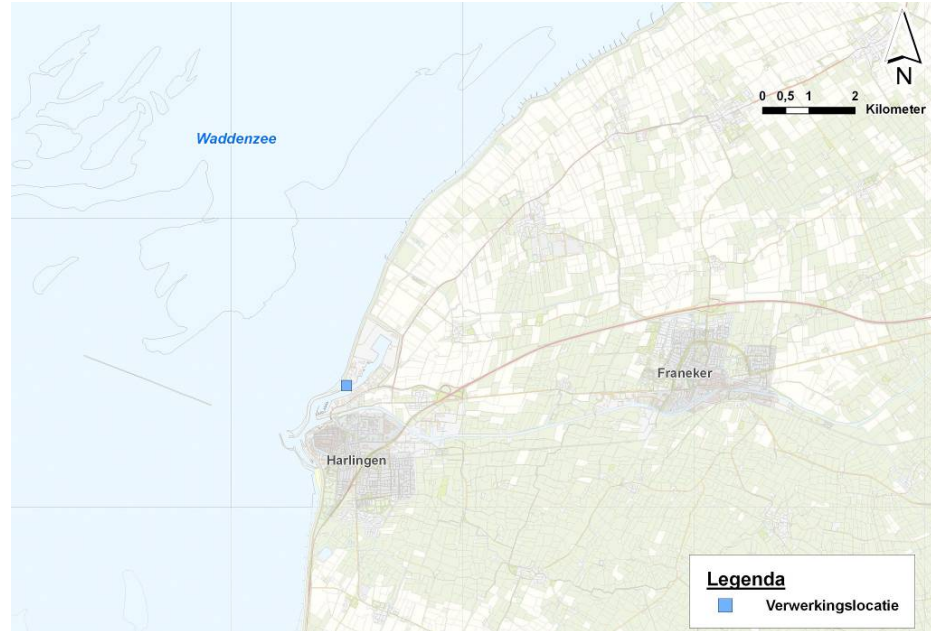 N
0 0,5 1 2
Kilometer
Waddenzee
Franeker
Harlingen
Legenda
Verwerkingslocatie